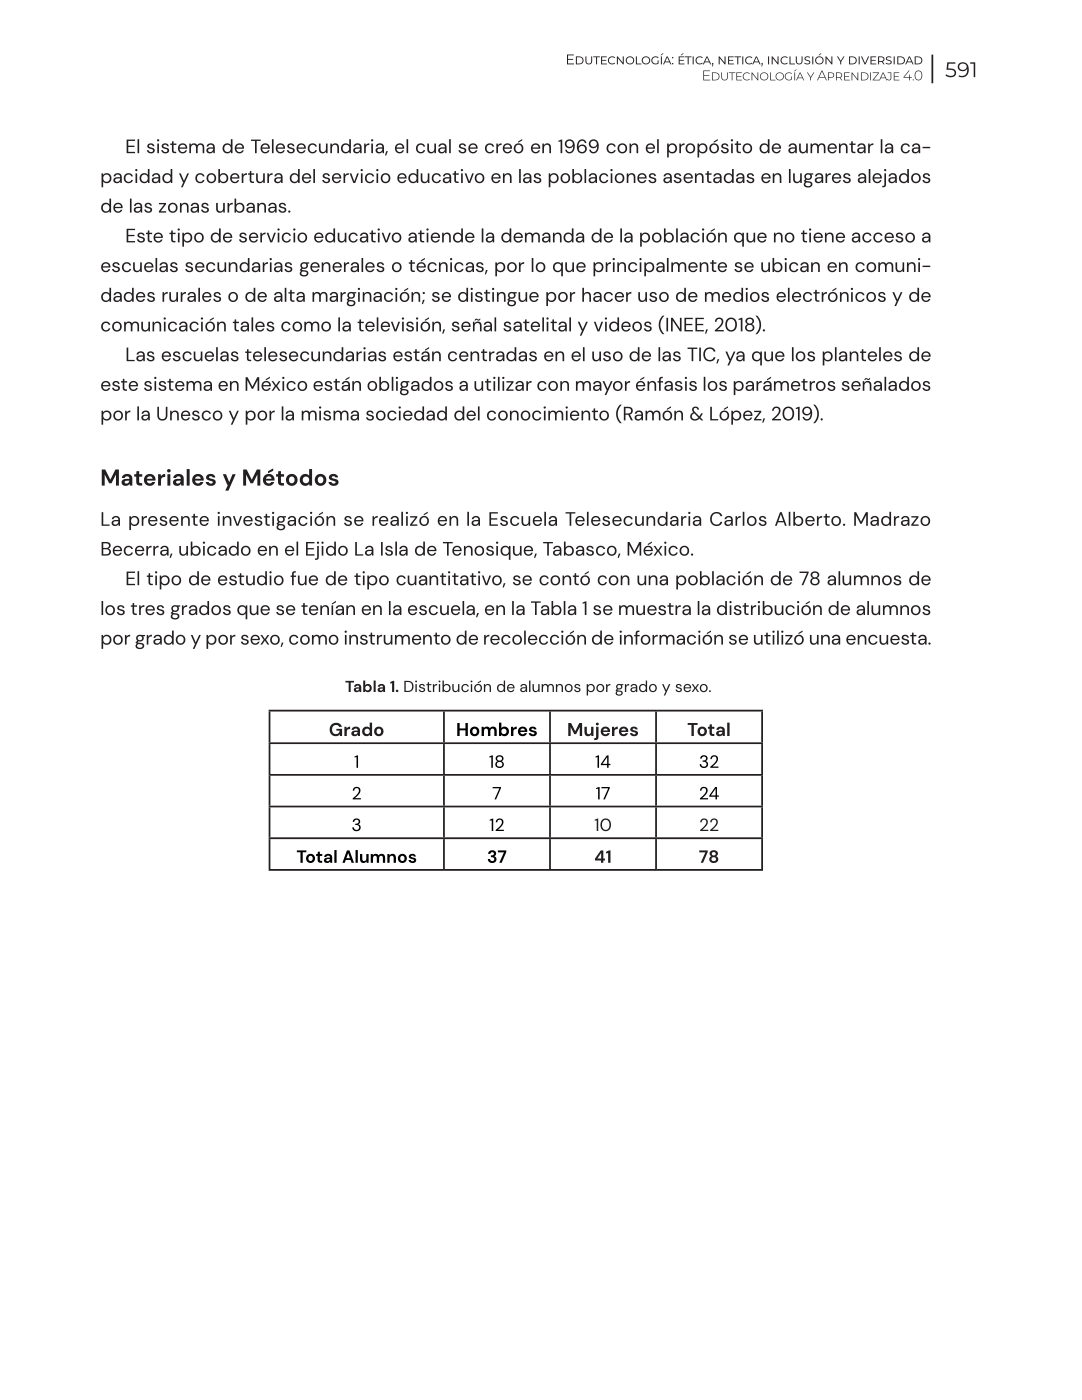 Edutecnología: ética, netica, inclusión y diversidad
Edutecnología y Aprendizaje 4.0
591
El sistema de Telesecundaria, el cual se creó en 1969 con el propósito de aumentar la ca-
pacidad y cobertura del servicio educativo en las poblaciones asentadas en lugares alejados
de las zonas urbanas.
Este tipo de servicio educativo atiende la demanda de la población que no tiene acceso a
escuelas secundarias generales o técnicas, por lo que principalmente se ubican en comuni-
dades rurales o de alta marginación; se distingue por hacer uso de medios electrónicos y de
comunicación tales como la televisión, señal satelital y videos (INEE, 2018).
Las escuelas telesecundarias están centradas en el uso de las TIC, ya que los planteles de
este sistema en México están obligados a utilizar con mayor énfasis los parámetros señalados
por la Unesco y por la misma sociedad del conocimiento (Ramón & López, 2019).
Materiales y Métodos
La presente investigación se realizó en la Escuela Telesecundaria Carlos Alberto. Madrazo
Becerra, ubicado en el Ejido La Isla de Tenosique, Tabasco, México.
El tipo de estudio fue de tipo cuantitativo, se contó con una población de 78 alumnos de
los tres grados que se tenían en la escuela, en la Tabla 1 se muestra la distribución de alumnos
por grado y por sexo, como instrumento de recolección de información se utilizó una encuesta.
Tabla 1. Distribución de alumnos por grado y sexo.
Grado Hombres Mujeres Total
1 18 14 32
2 7 17 24
3 12 10 22
Total Alumnos 37 41 78